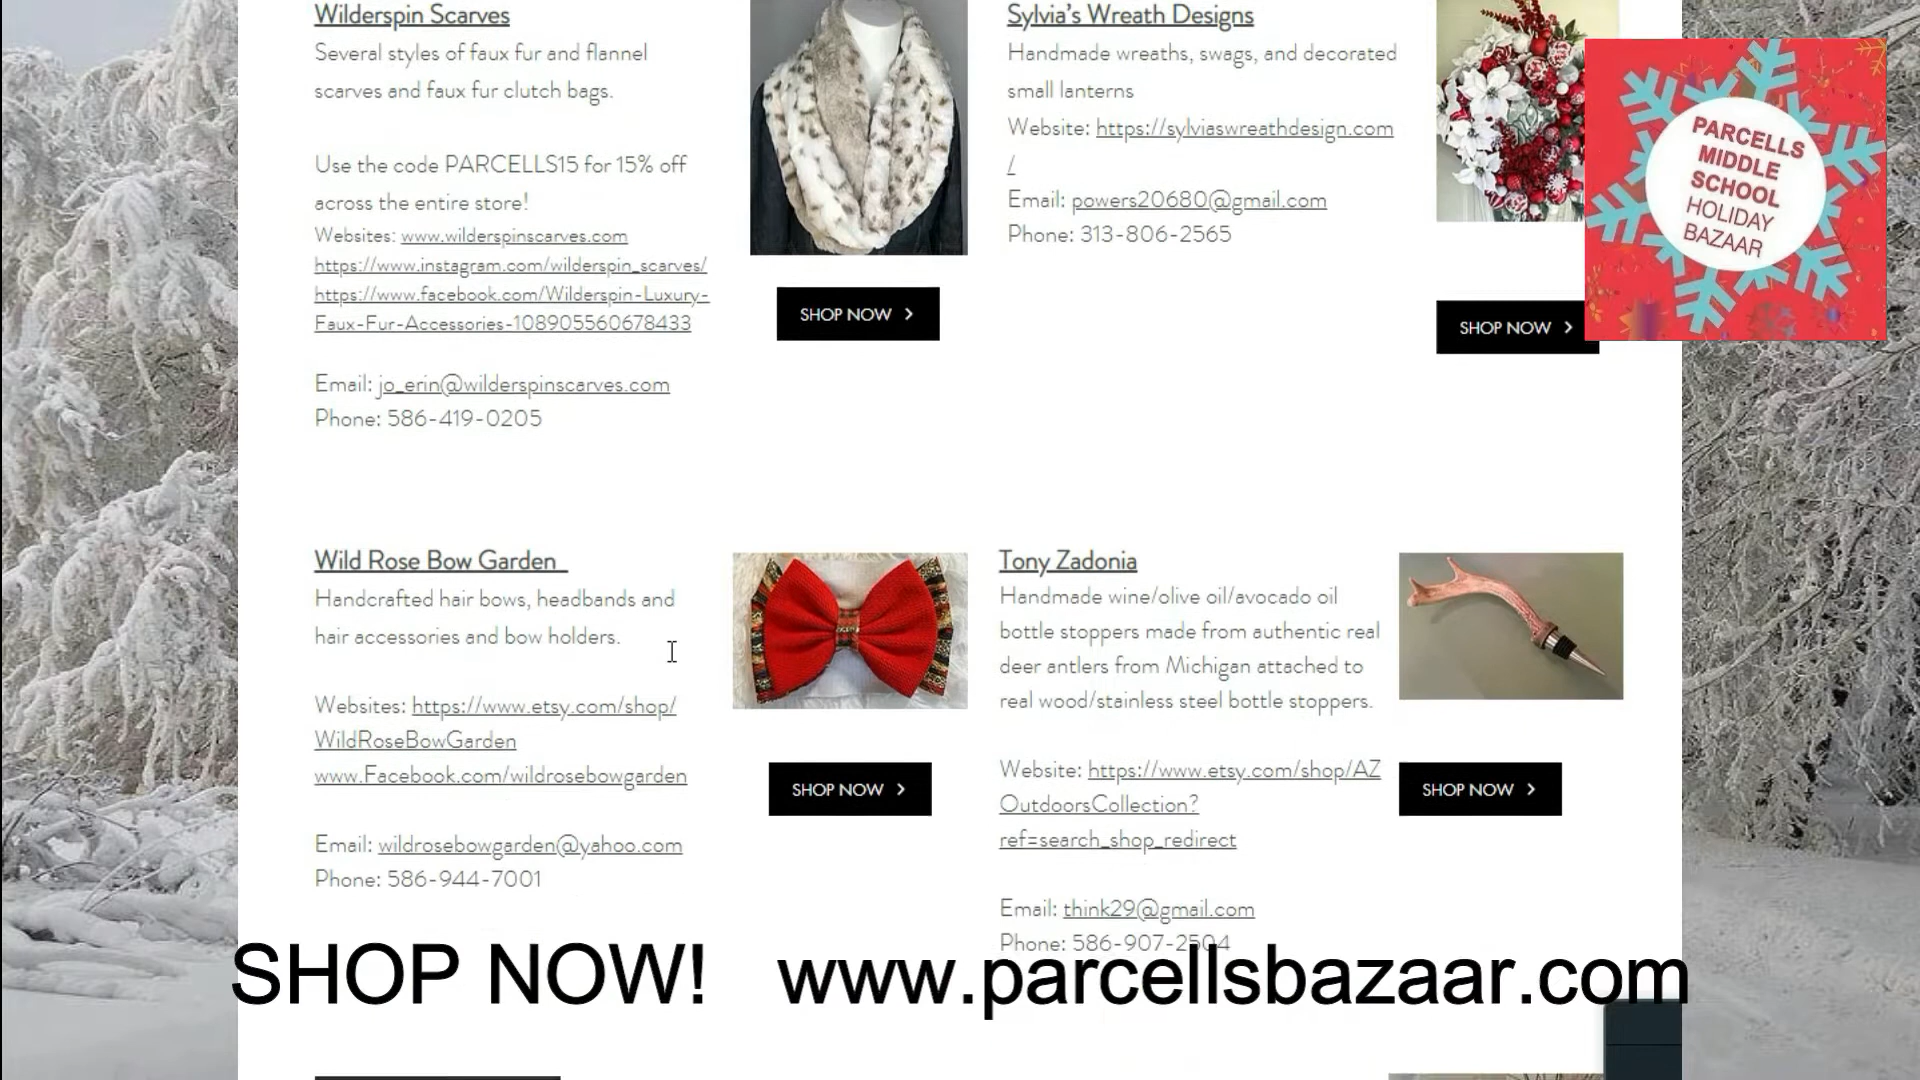 Wilderspin Scarves
Several styles of faux fur and flannel
scarves and faux fur clutch bags.
Use the code PARCELLS15 for 15% off
across the entire store!
Websites: www.wilderspinscarves.com
https://www.instagram.com/wilderspin_scarves/
https://www.facebook.com/Wilderspin-Luxury-
Faux-Fur-Accessories-108905560678433
Email: jo_erin@wilderspinscarves.com
Phone: 586-419-0205
SHOP NOW >
Sylvia's Wreath Designs
Handmade wreaths, swags, and decorated
small lanterns
Website: https://sylviaswreathdesign.com
/
Email: powers20680@gmail.com
Phone: 313-806-2565
SHOP NOW >
PARCELLS
MIDDLE
SCHOOL
HOLIDAY
BAZAAR
Wild Rose Bow Garden
Handcrafted hair bows, headbands and
hair accessories and bow holders.
Websites: https://www.etsy.com/shop/
WildRoseBowGarden
www.Facebook.com/wildrosebowgarden
Email: wildrosebowgarden@yahoo.com
Phone: 586-944-7001
SHOP NOW >
Tony Zadonia
Handmade wine/olive oil/avocado oil
bottle stoppers made from authentic real
deer antlers from Michigan attached to
real wood/stainless steel bottle stoppers.
Website: https://www.etsy.com/shop/AZ
OutdoorsCollection?
ref=search_shop_redirect
Email: think29@gmail.com
Phone: 586-907-2504
SHOP NOW >
SHOP NOW! www.parcellsbazaar.com